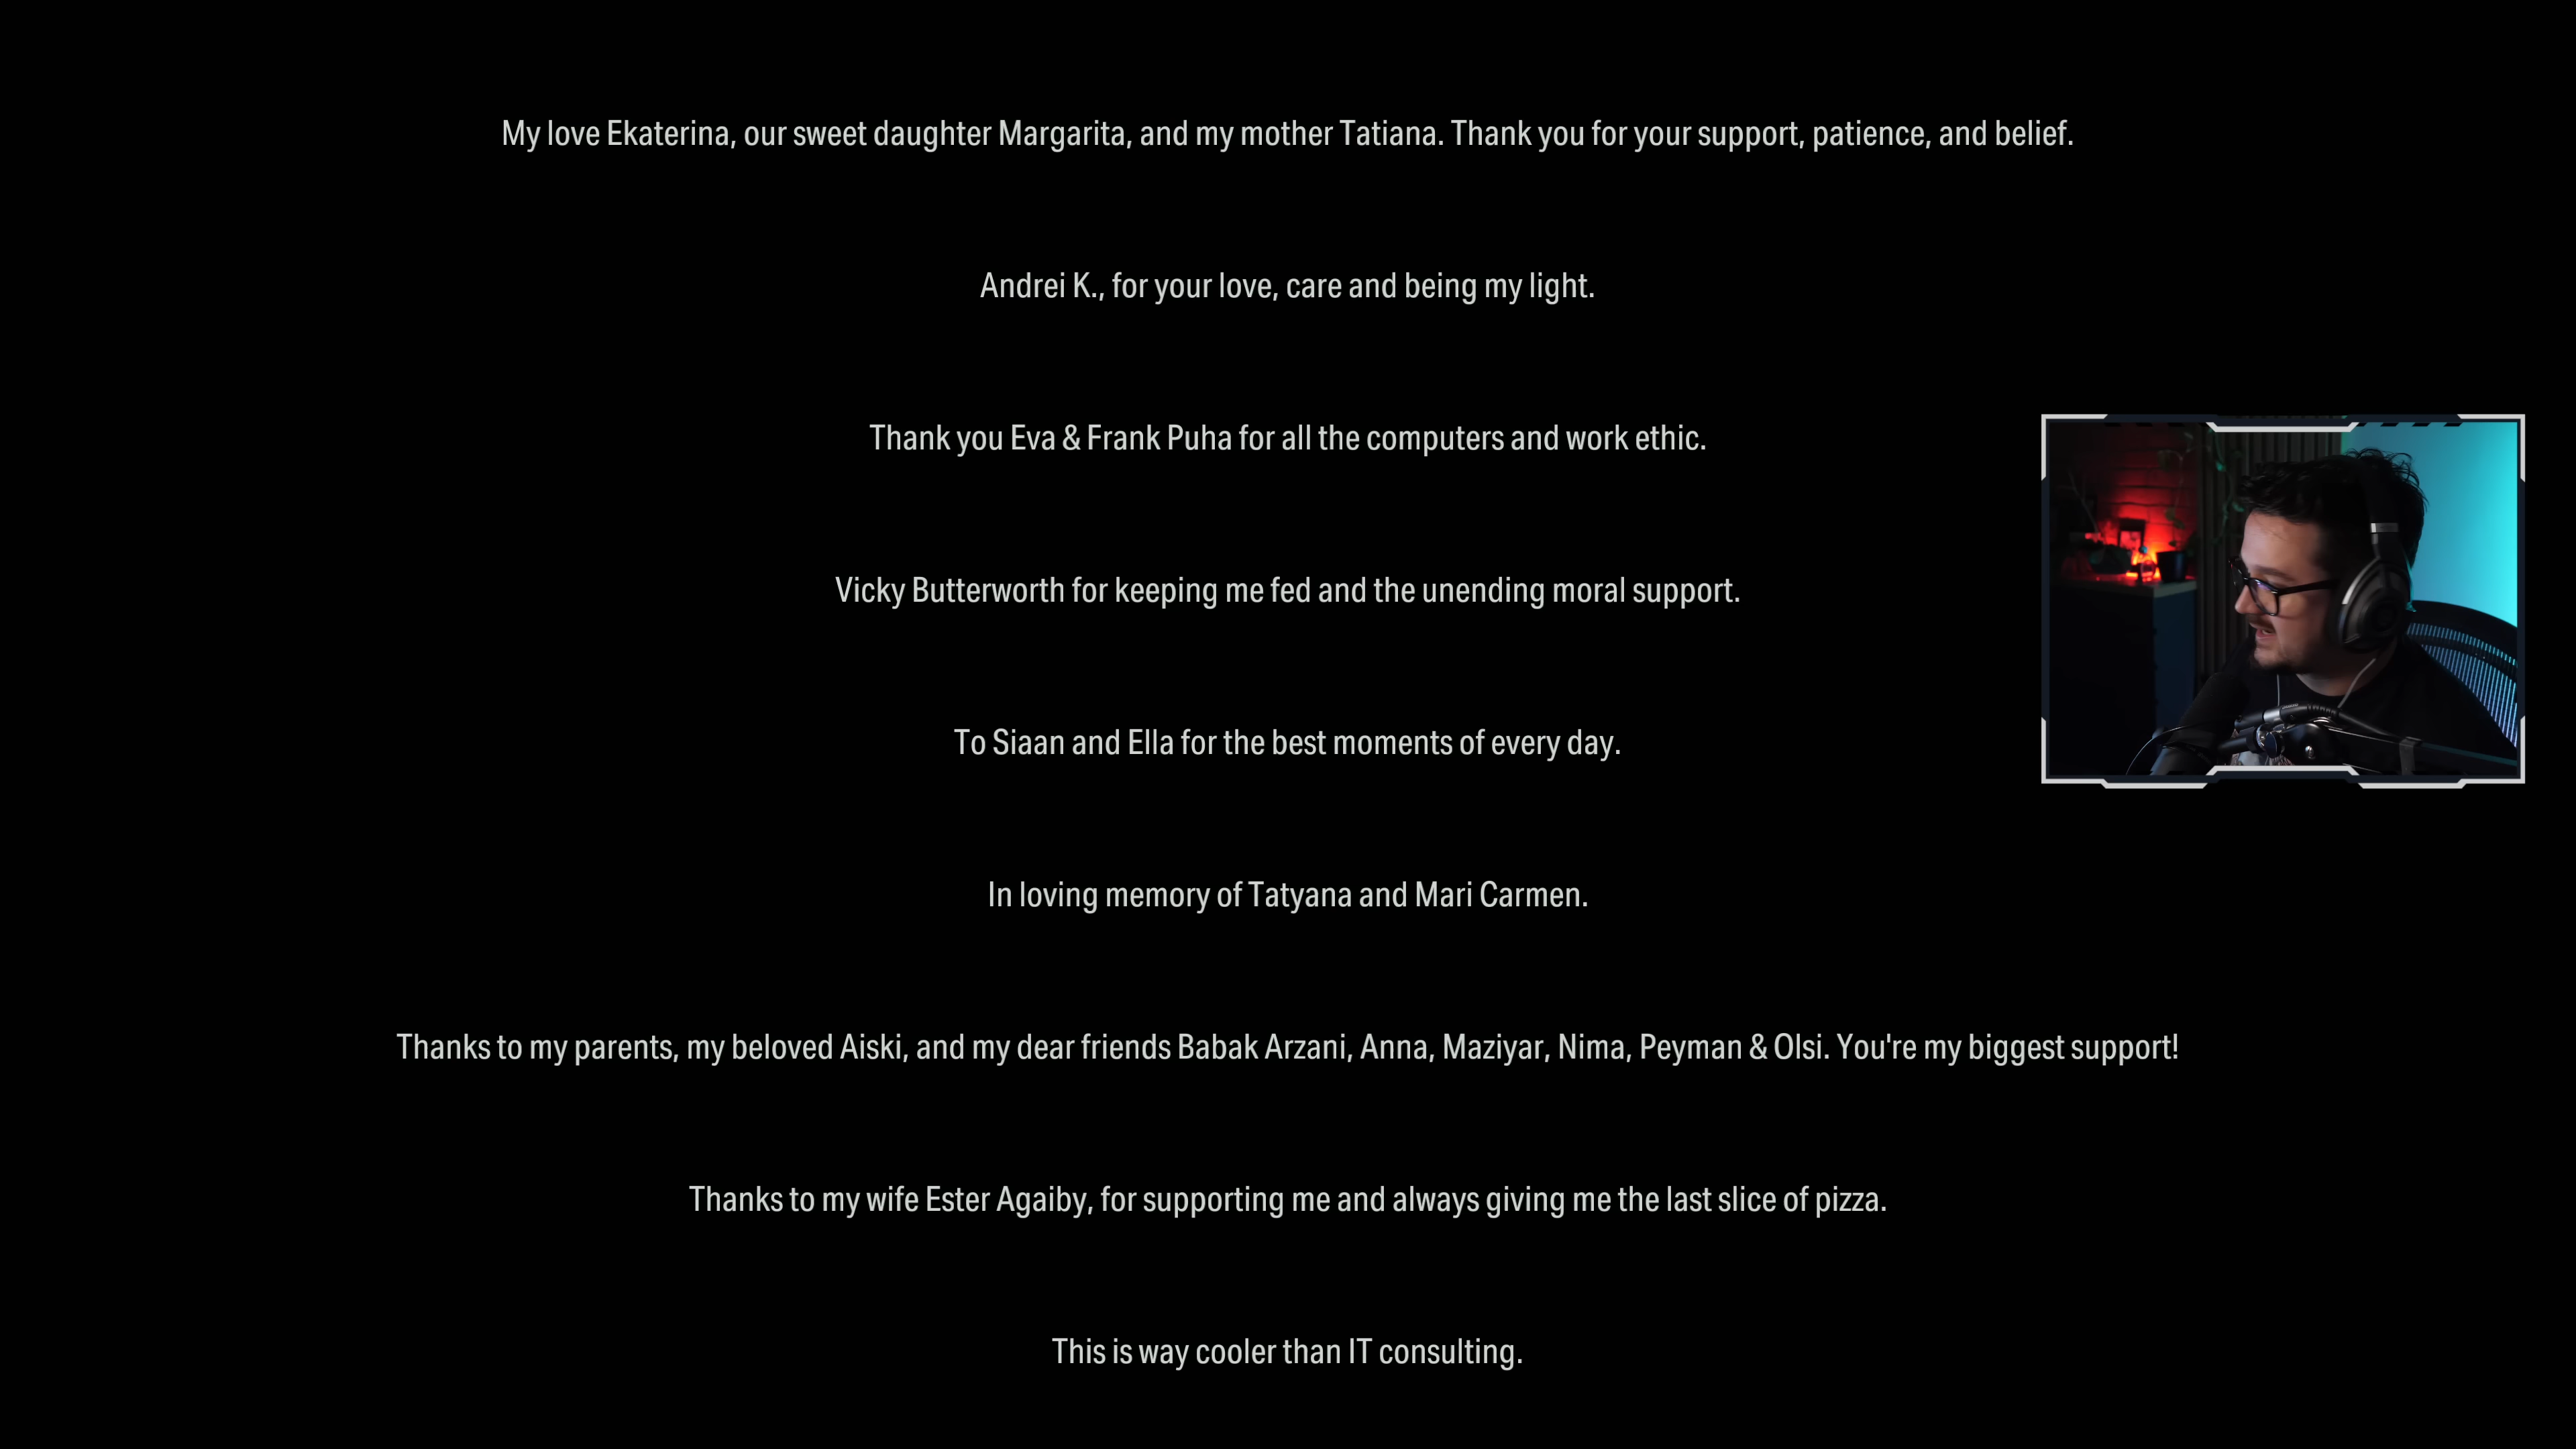 My love Ekaterina, our sweet daughter Margarita, and my mother Tatiana. Thank you for your support, patience, and belief.
Andrei K., for your love, care and being my light.
Thank you Eva & Frank Puha for all the computers and work ethic.
Vicky Butterworth for keeping me fed and the unending moral support.
To Siaan and Ella for the best moments of every day.
In loving memory of Tatyana and Mari Carmen.
Thanks to my parents, my beloved Aiski, and my dear friends Babak Arzani, Anna, Maziyar, Nima, Peyman & Olsi. You're my biggest support!
Thanks to my wife Ester Agaiby, for supporting me and always giving me the last slice of pizza.
This is way cooler than IT consulting.